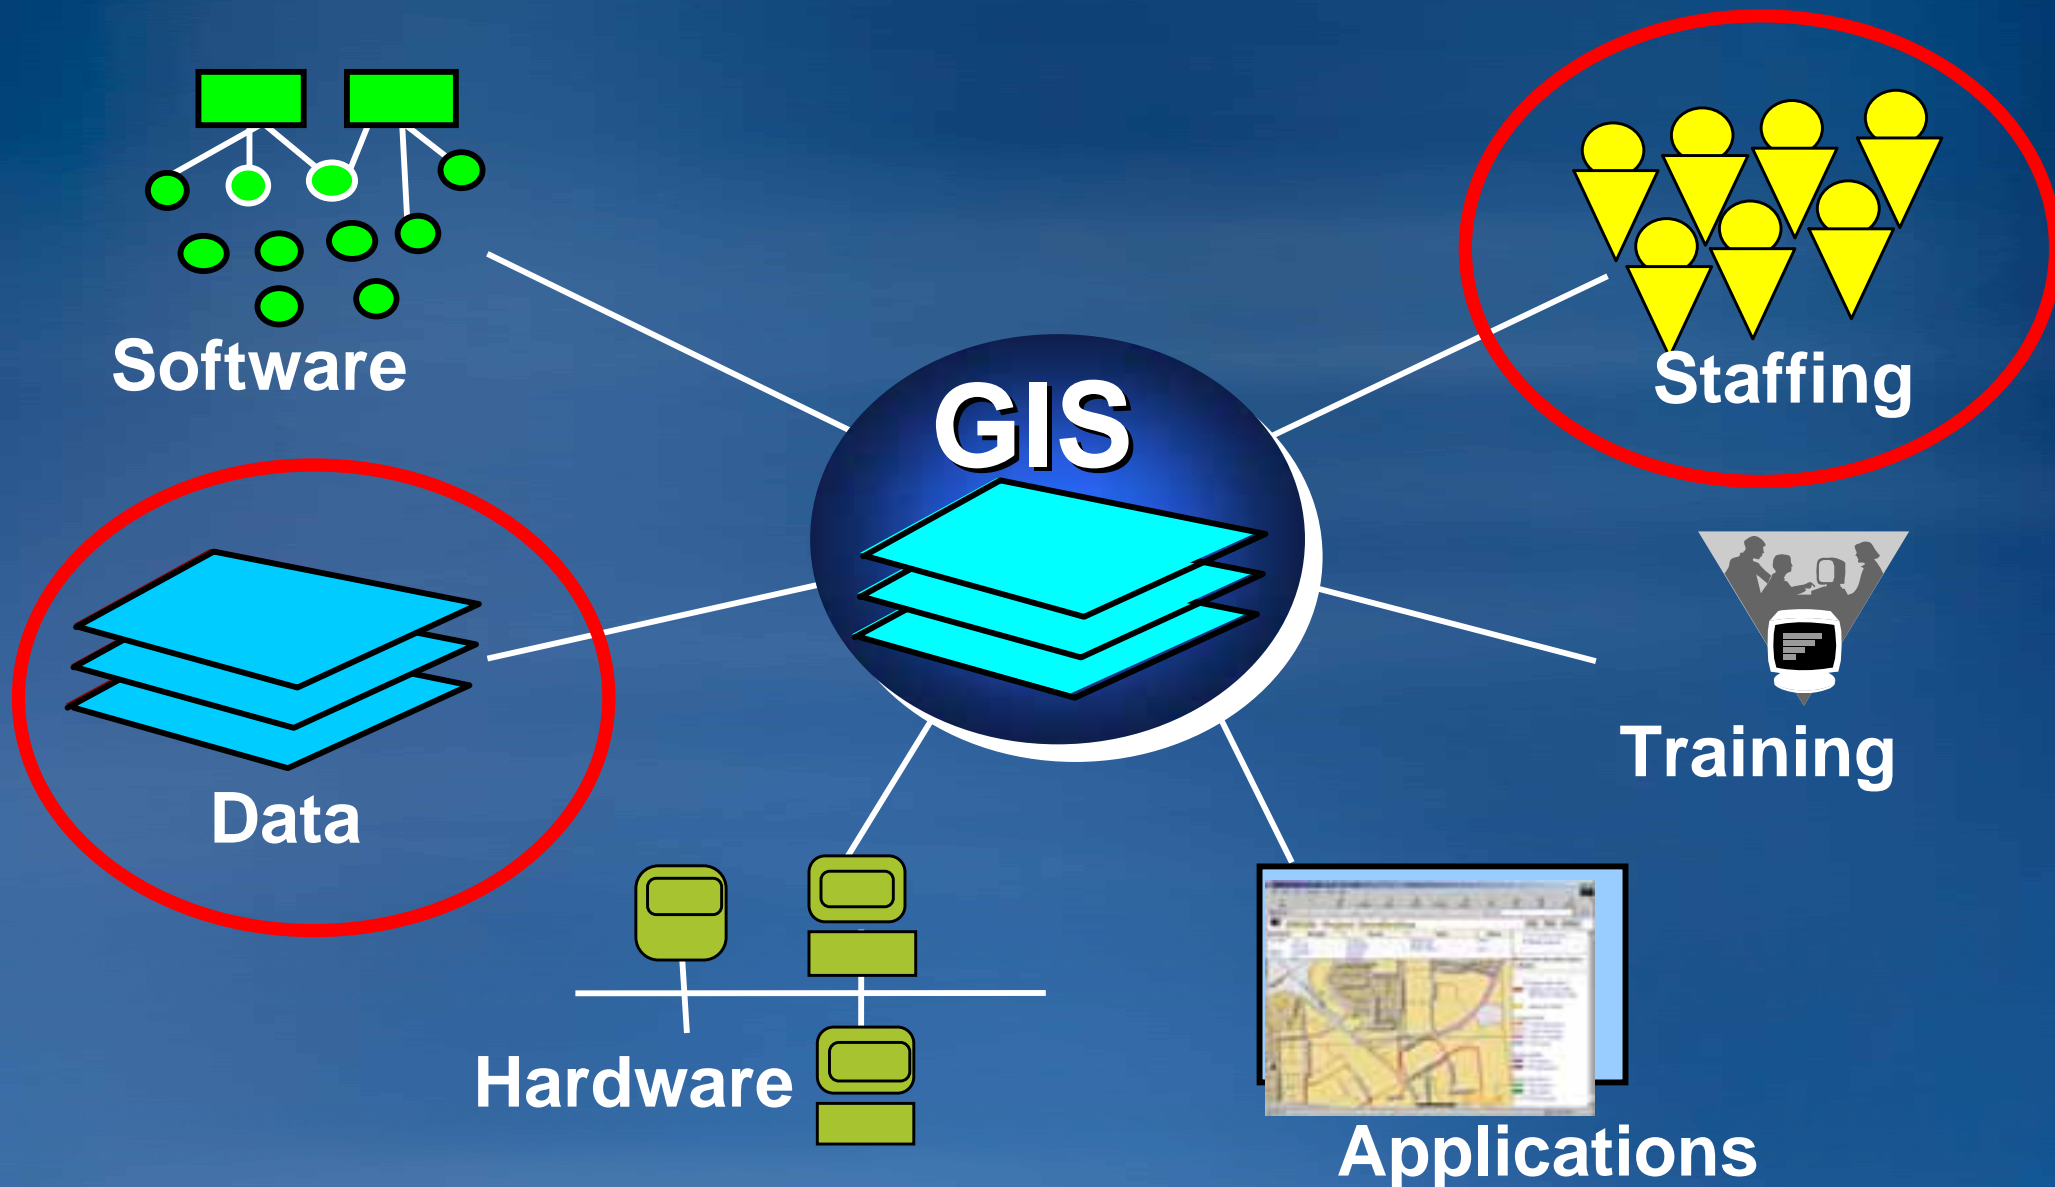 Software
Staffing
GIS
Data
Training
Hardware
Applications